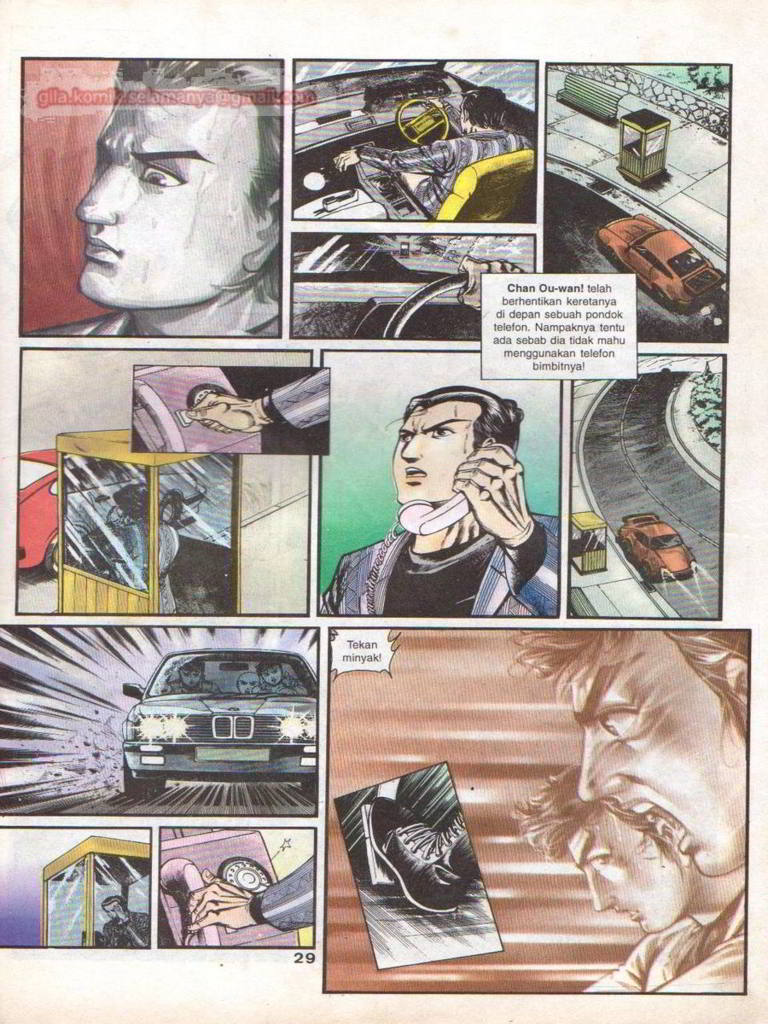 gila.komik.selamanya@gmail.com
Chan Ou-wan! telah
berhentikan keretanya
di depan sebuah pondok
telefon. Nampaknya tentu
ada sebab dia tidak mahu
menggunakan telefon
bimbitnya!
Tekan
minyak!
29